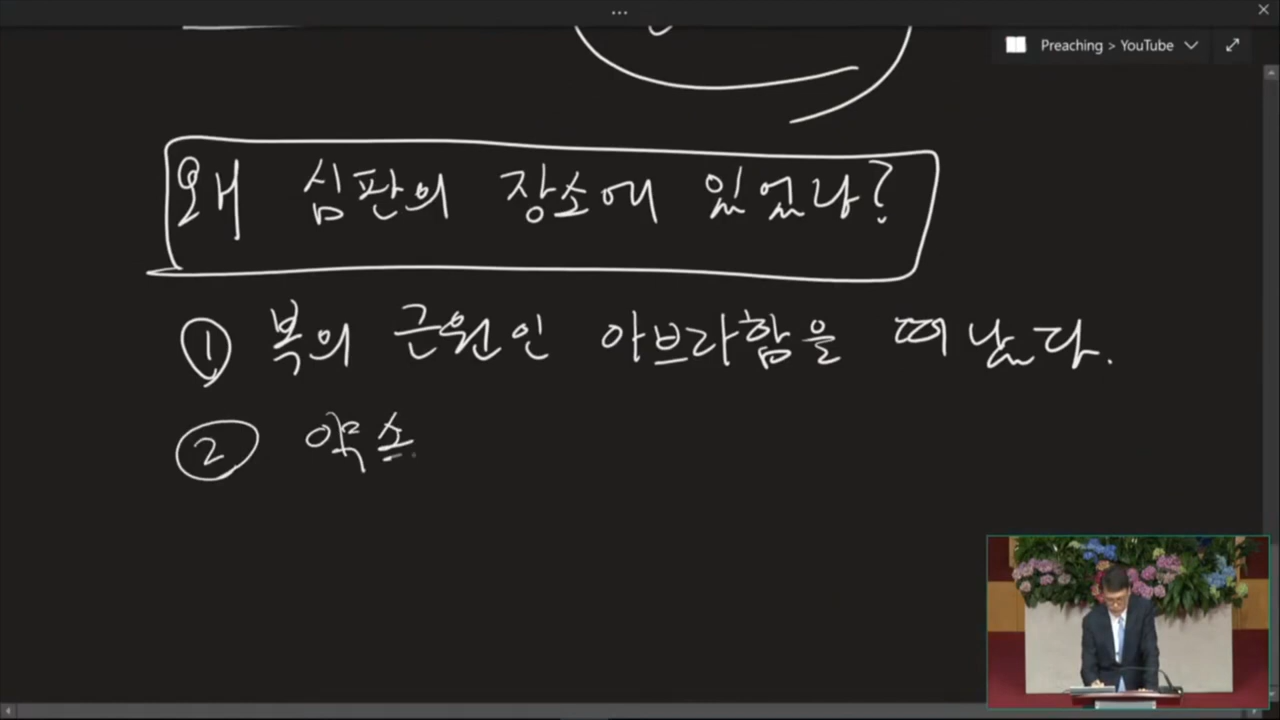 Preaching > YouTube
왜 심판의 장소에 있었나?
① 복의 근원인 아브라함을 떠났다.
② 약소